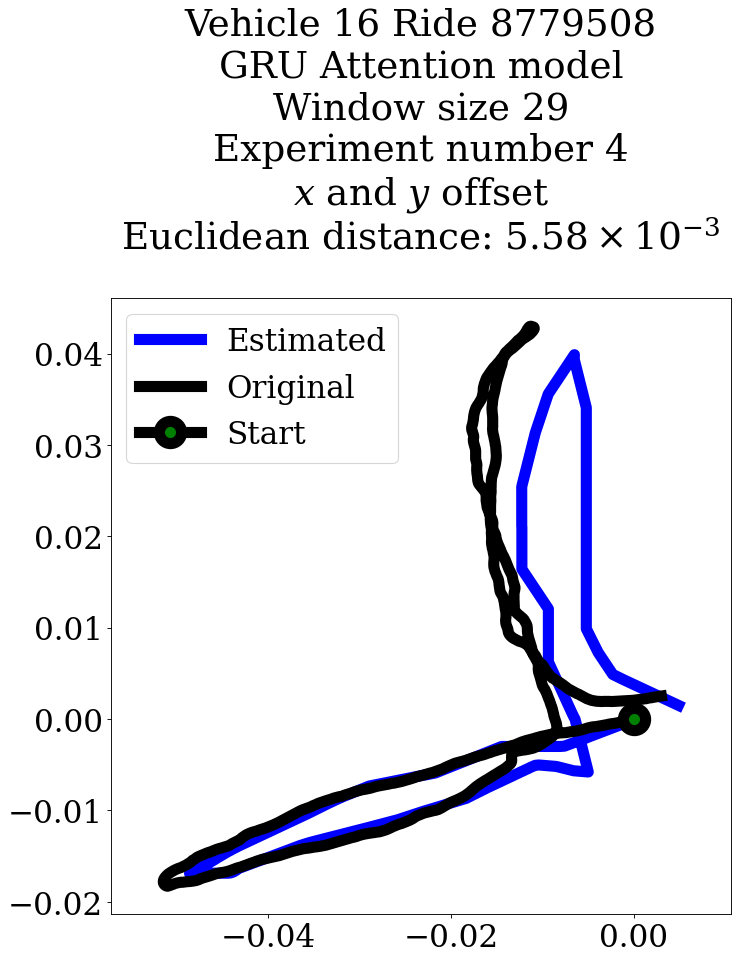 Vehicle 16 Ride 8779508
GRU Attention model
Window size 29
Experiment number 4
x and y offset
Euclidean distance: 5.58 × 10⁻³
Estimated
Original
Start
0.04
0.03
0.02
0.01
0.00
−0.01
−0.02
−0.04
−0.02
0.00